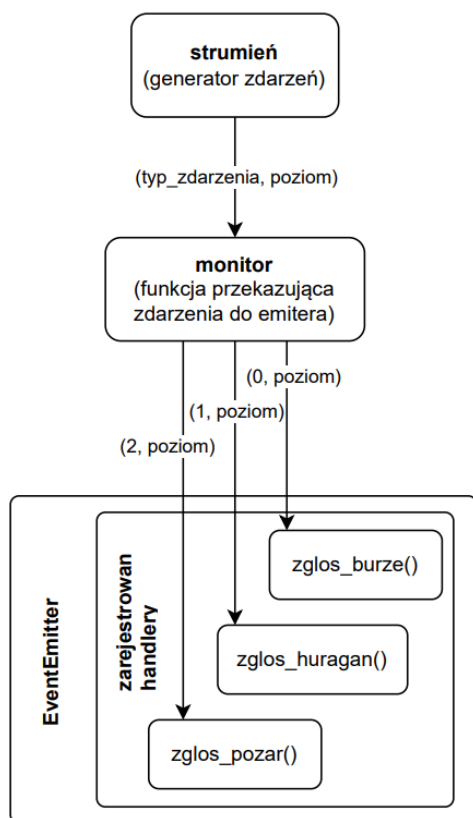 strumień
(generator zdarzeń)
(typ_zdarzenia, poziom)
monitor
(funkcja przekazująca
zdarzenia do emitera)
(0, poziom)
(1, poziom)
(2, poziom)
EventEmitter
zarejestrowan
handlery
zglos_burze()
zglos_huragan()
zglos_pozar()